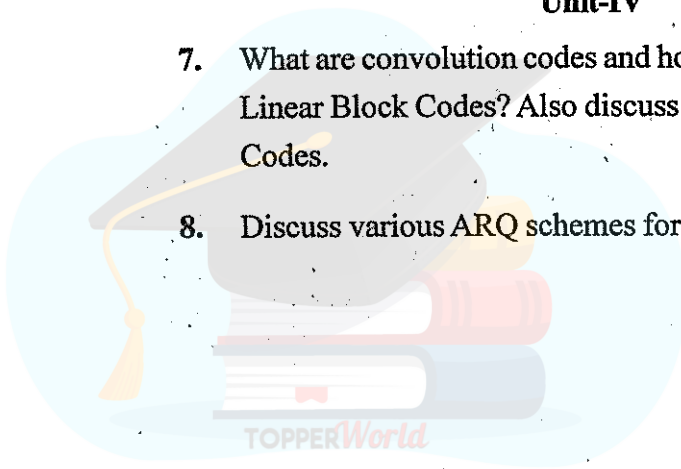 Unit-IV
7. What are convolution codes and
Linear Block Codes? Also discuss
Codes.
8. Discuss various ARQ schemes for
TOPPERWorld